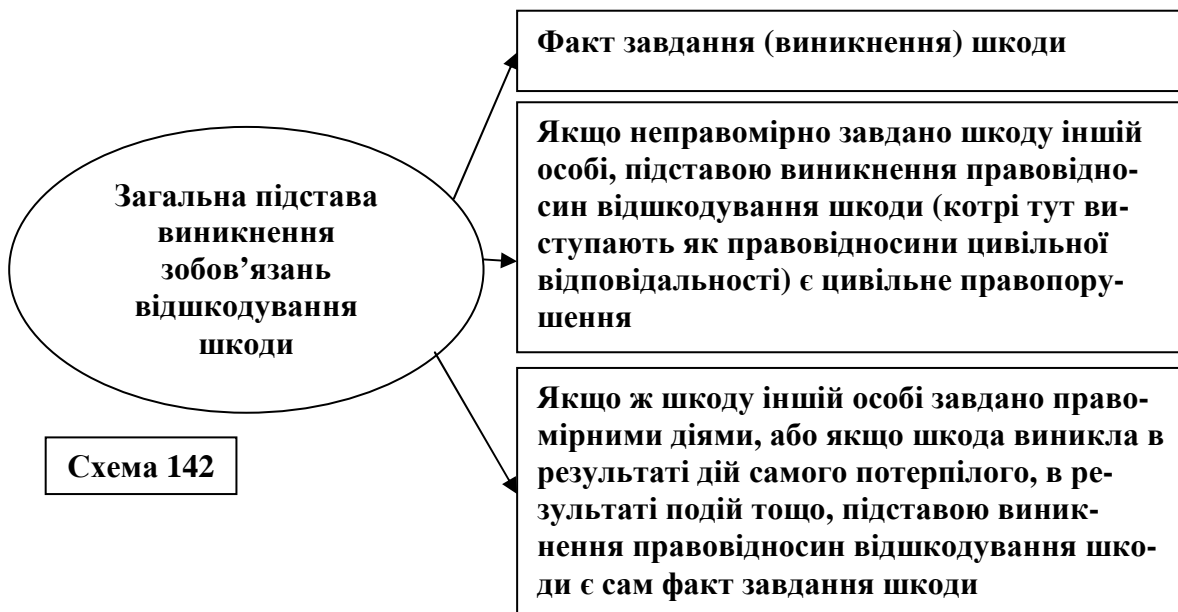 Загальна підстава
виникнення
зобов’язань
відшкодування
шкоди
Схема 142
Факт завдання (виникнення) шкоди
Якщо неправомірно завдано шкоду іншій
особі, підставою виникнення правовідно-
син відшкодування шкоди (котрі тут ви-
ступають як правовідносини цивільної
відповідальності) є цивільне правопору-
шення
Якщо ж шкоду іншій особі завдано право-
мірними діями, або якщо шкода виникла в
результаті дій самого потерпілого, в ре-
зультаті подій тощо, підставою виник-
нення правовідносин відшкодування шко-
ди є сам факт завдання шкоди